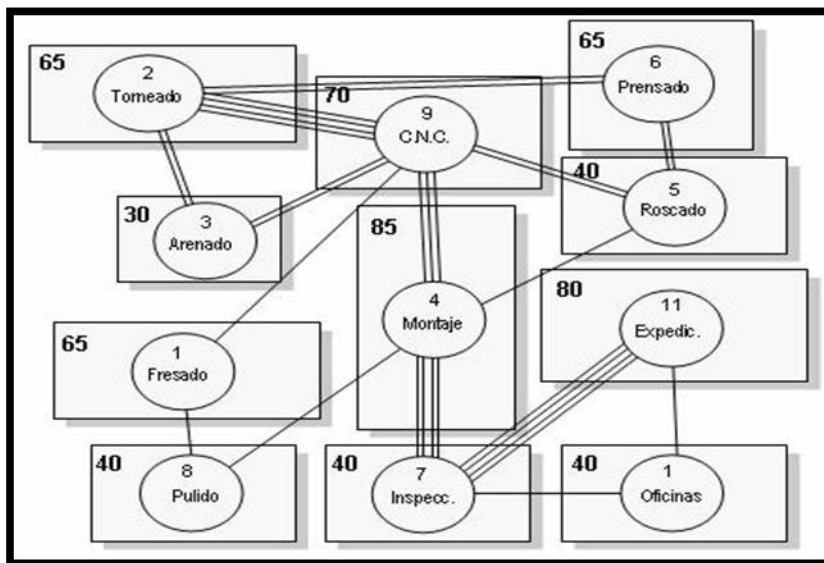 65
2
Torneado
65
6
Prensado
70
9
C.N.C.
40
5
Roscado
30
3
Arenado
85
4
Montaje
80
11
Expedic.
65
1
Fresado
40
8
Pulido
40
7
Inspecc.
40
1
Oficinas